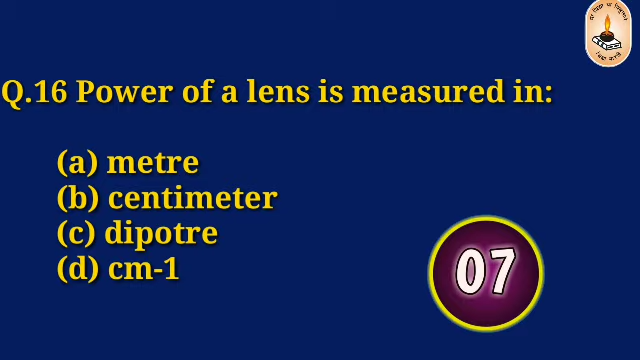 Q.16 Power of a lens is measured in:
(a) metre
(b) centimeter
(c) dipotre
(d) cm-1
07